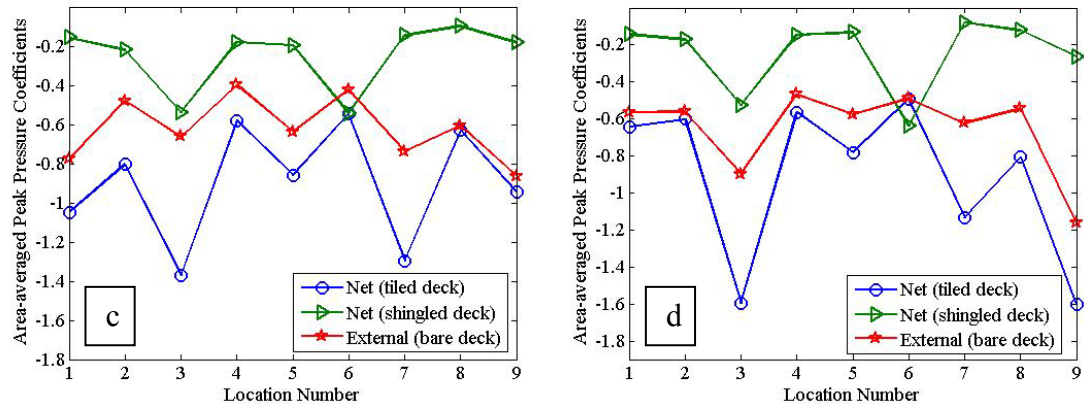 Area-averaged Peak Pressure Coefficients
-0.2
-0.4
-0.6
-0.8
-1
-1.2
-1.4
-1.6
-1.8
c
Net (tiled deck)
Net (shingled deck)
External (bare deck)
1 2 3 4 5 6 7 8 9
Location Number
Area-averaged Peak Pressure Coefficients
-0.2
-0.4
-0.6
-0.8
-1
-1.2
-1.4
-1.6
-1.8
d
Net (tiled deck)
Net (shingled deck)
External (bare deck)
1 2 3 4 5 6 7 8 9
Location Number